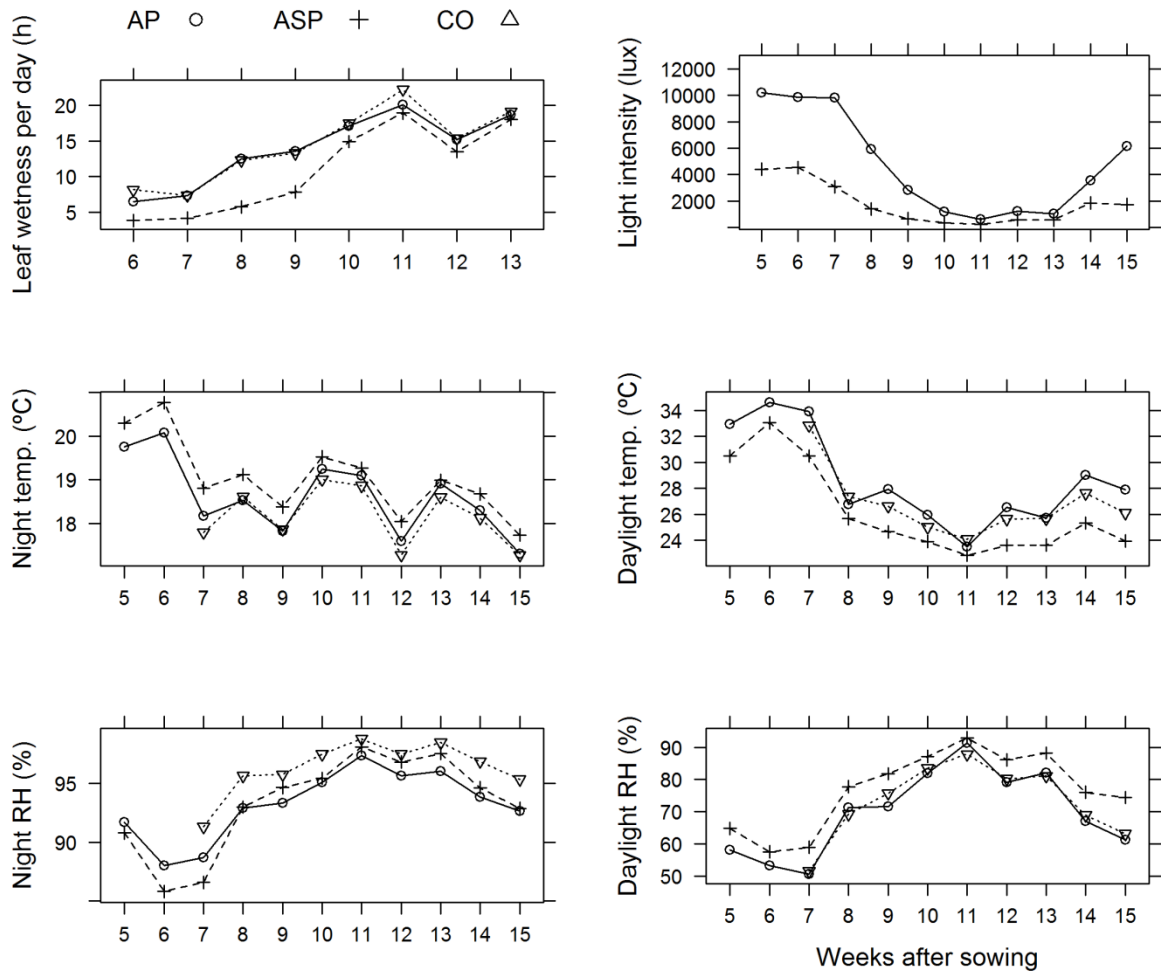 AP ASP CO
Leaf wetness per day (h)
20
15
10
5
6 7 8 9 10 11 12 13
Light intensity (lux)
12000
10000
8000
6000
4000
2000
5 6 7 8 9 10 11 12 13 14 15
Night temp. (ºC)
20
19
18
5 6 7 8 9 10 11 12 13 14 15
Daylight temp. (ºC)
34
32
30
28
26
24
5 6 7 8 9 10 11 12 13 14 15
Night RH (%)
95
90
5 6 7 8 9 10 11 12 13 14 15
Daylight RH (%)
90
80
70
60
50
5 6 7 8 9 10 11 12 13 14 15
Weeks after sowing